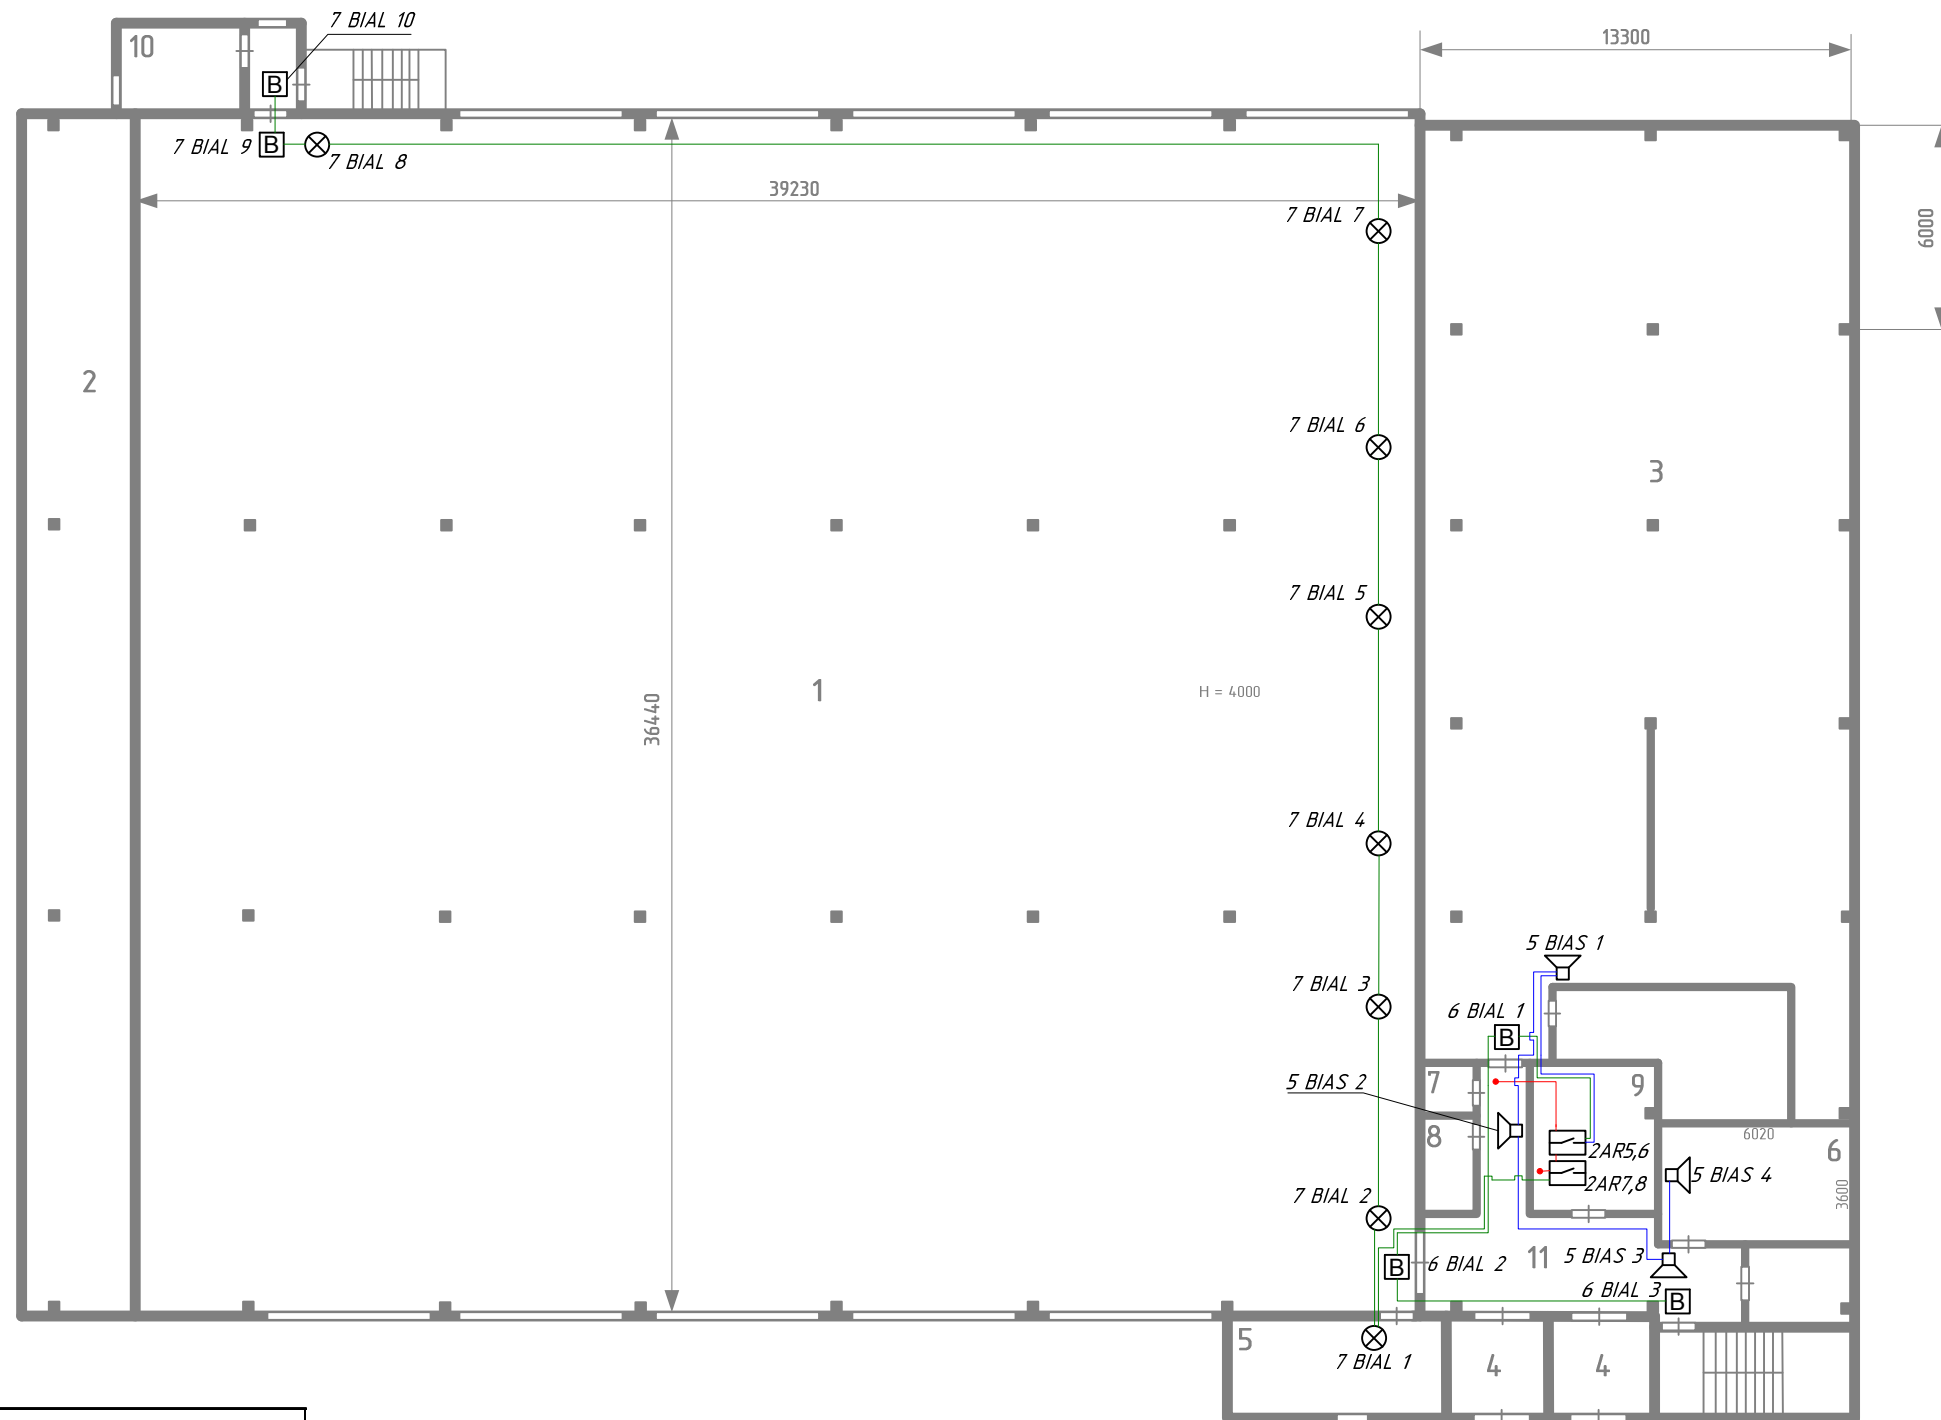 7 BIAL 10
10
B
13300
7 BIAL 9
B
7 BIAL 8
39230
7 BIAL 7
6000
2
7 BIAL 6
3
7 BIAL 5
1
H = 4000
36440
7 BIAL 4
5 BIAS 1
7 BIAL 3
6 BIAL 1
B
5 BIAS 2
7
9
8
6020
2AR5,6
6
5 BIAS 4
2AR7,8
3600
7 BIAL 2
B
6 BIAL 2
11
5 BIAS 3
6 BIAL 3
B
5
7 BIAL 1
4
4